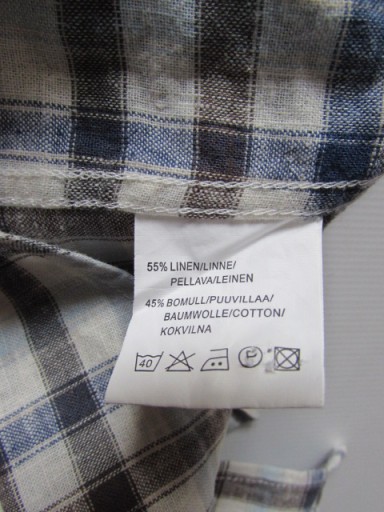 55% LINEN/LINNE/
PELLAVA/LEINEN
45% BOMULL/PUUVILLAA/
BAUMWOLLE/COTTON/
KOKVILNA
40 P